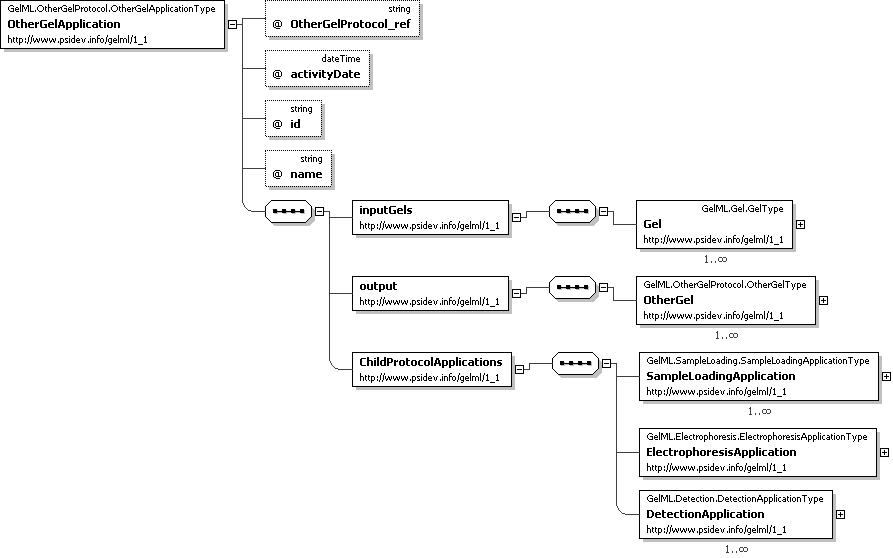 GelML.OtherGelProtocol.OtherGelApplicationType
OtherGelApplication
http://www.psidev.info/gelml/1_1
string
@ OtherGelProtocol_ref
dateTime
@ activityDate
string
@ id
string
@ name
inputGels
http://www.psidev.info/gelml/1_1
GelML.Gel.GelType
Gel
http://www.psidev.info/gelml/1_1
1..∞
output
http://www.psidev.info/gelml/1_1
GelML.OtherGelProtocol.OtherGelType
OtherGel
http://www.psidev.info/gelml/1_1
1..∞
ChildProtocolApplications
http://www.psidev.info/gelml/1_1
GelML.SampleLoading.SampleLoadingApplicationType
SampleLoadingApplication
http://www.psidev.info/gelml/1_1
1..∞
GelML.Electrophoresis.ElectrophoresisApplicationType
ElectrophoresisApplication
http://www.psidev.info/gelml/1_1
GelML.Detection.DetectionApplicationType
DetectionApplication
http://www.psidev.info/gelml/1_1
1..∞